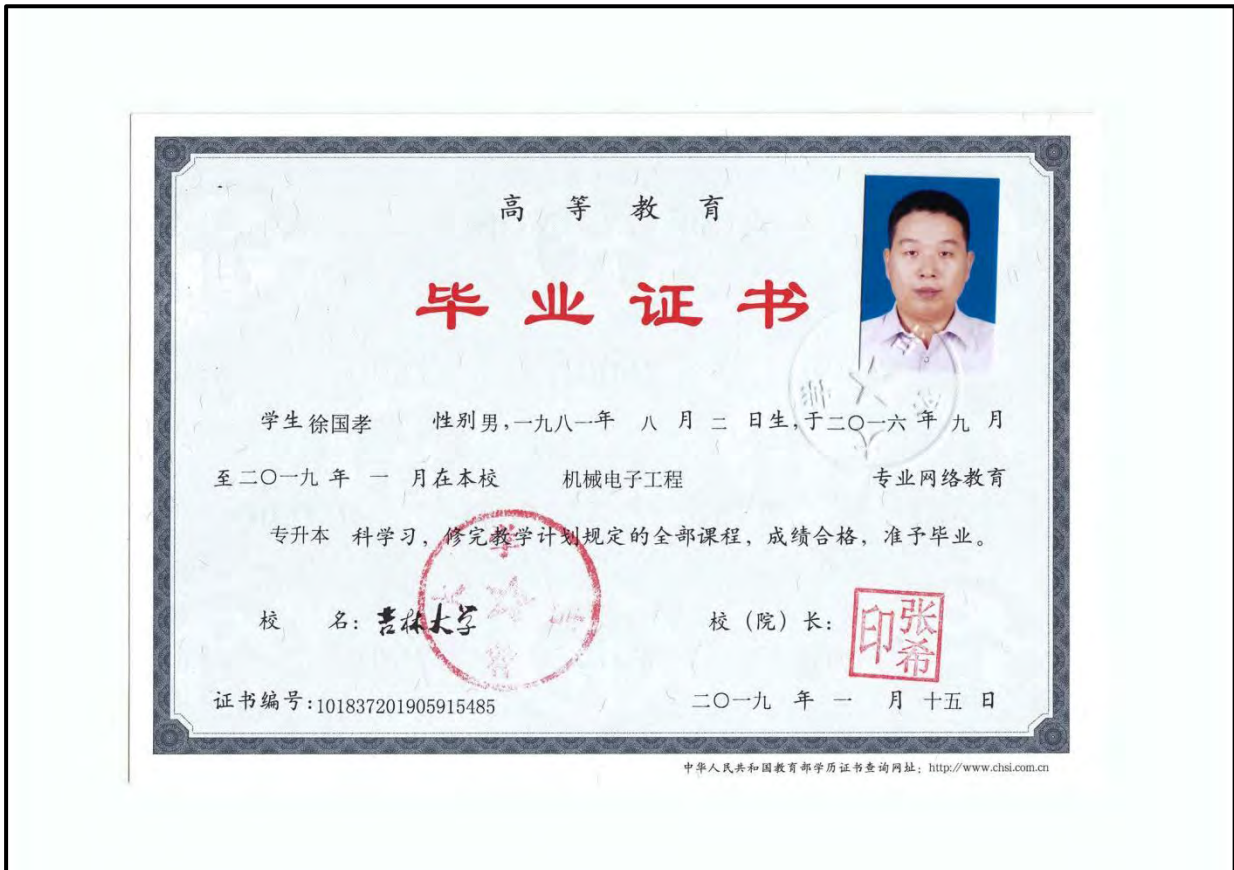 高等教育
毕业证书
学生 徐国孝 性别 男，一九八一年 八 月 二 日生，于二〇一六 年 九 月
至二〇一九 年 一 月在本校 机械电子工程 专业网络教育
专升本 科学习，修完教学计划规定的全部课程，成绩合格，准予毕业。
校 名：吉林大学
校（院）长：
张希印
证书编号：101837201905915485
二〇一九 年 一 月 十五 日
中华人民共和国教育部学历证书查询网址：http://www.chsi.com.cn